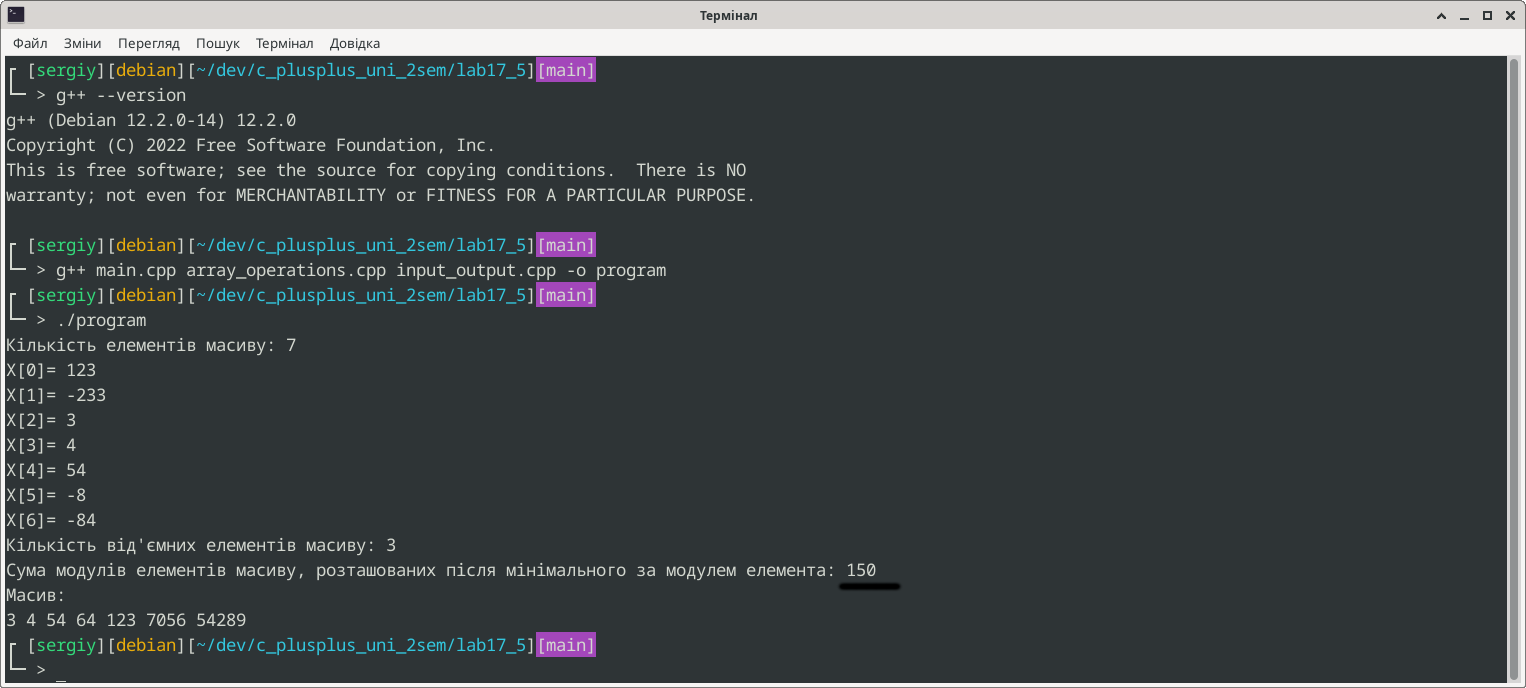 Термінал
Файл Зміни Перегляд Пошук Термінал Довідка
[sergiy][debian][~/dev/c_plusplus_uni_2sem/lab17_5][main]
> g++ --version
g++ (Debian 12.2.0-14) 12.2.0
Copyright (C) 2022 Free Software Foundation, Inc.
This is free software; see the source for copying conditions.  There is NO
warranty; not even for MERCHANTABILITY or FITNESS FOR A PARTICULAR PURPOSE.
[sergiy][debian][~/dev/c_plusplus_uni_2sem/lab17_5][main]
> g++ main.cpp array_operations.cpp input_output.cpp -o program
[sergiy][debian][~/dev/c_plusplus_uni_2sem/lab17_5][main]
> ./program
Кількість елементів масиву: 7
X[0]= 123
X[1]= -233
X[2]= 3
X[3]= 4
X[4]= 54
X[5]= -8
X[6]= -84
Кількість від'ємних елементів масиву: 3
Сума модулів елементів масиву, розташованих після мінімального за модулем елемента: 150
Масив:
3 4 54 64 123 7056 54289
[sergiy][debian][~/dev/c_plusplus_uni_2sem/lab17_5][main]
> _